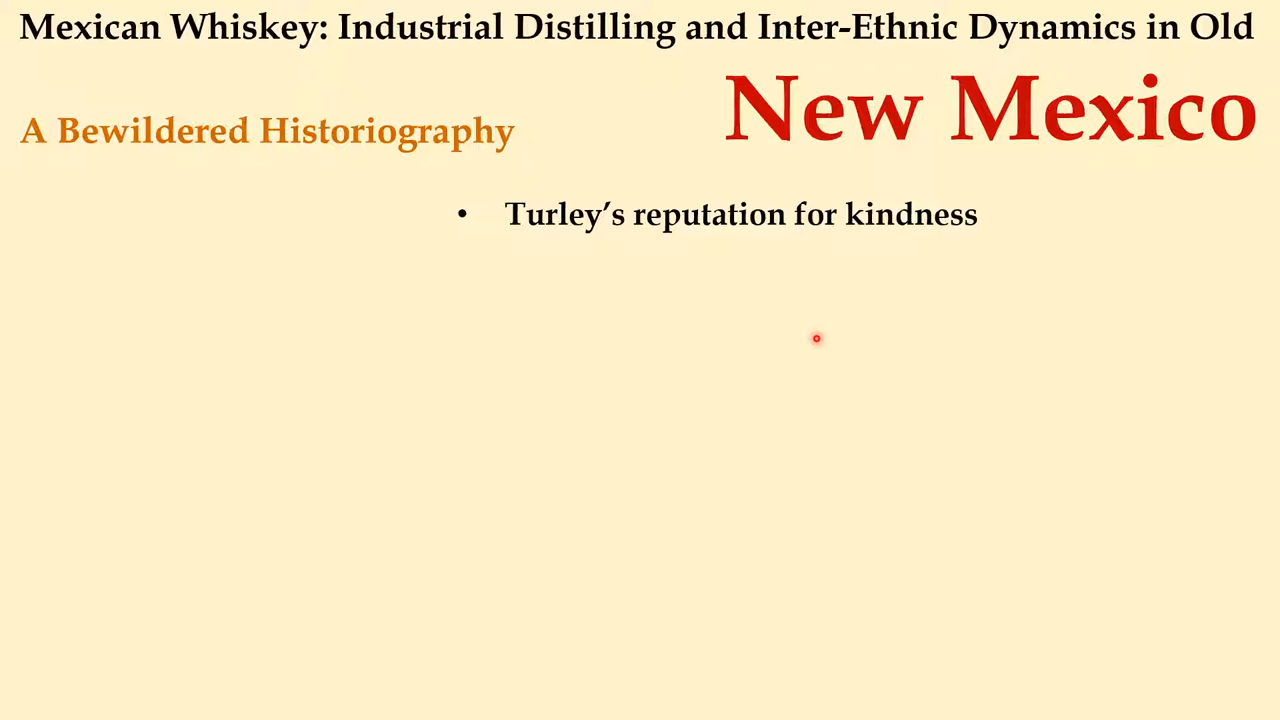 Mexican Whiskey: Industrial Distilling and Inter-Ethnic Dynamics in Old
New Mexico
A Bewildered Historiography
• Turley’s reputation for kindness